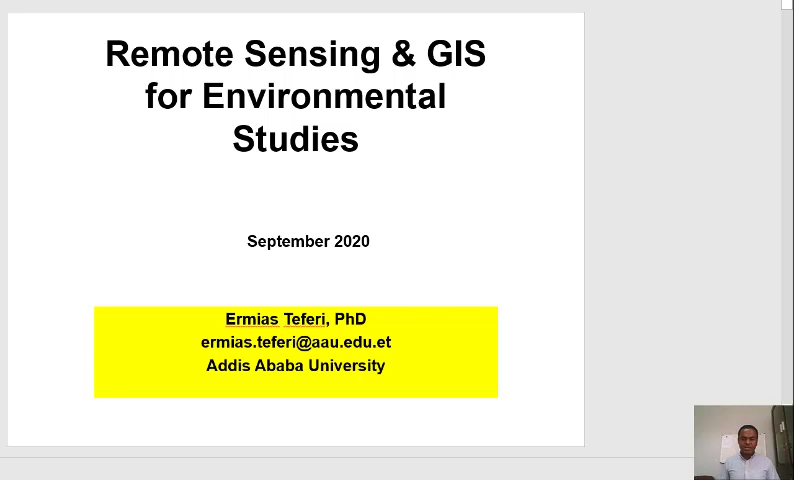 Remote Sensing & GIS
for Environmental
Studies
September 2020
Ermias Teferi, PhD
ermias.teferi@aau.edu.et
Addis Ababa University